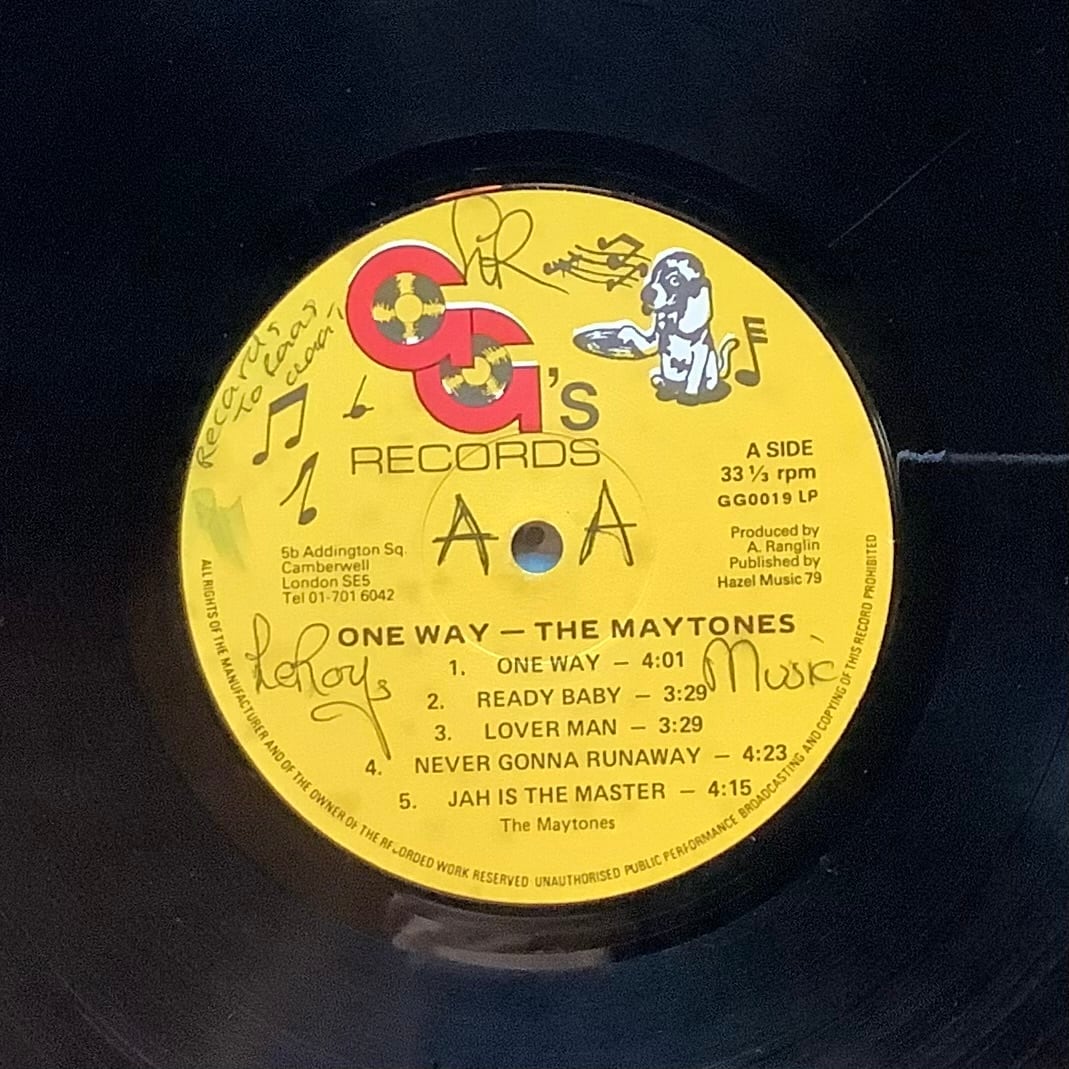 GG's
RECORDS
Records
A A
A SIDE
33 ⅓ rpm
GG0019 LP
5b Addington Sq.
Camberwell
London SE5
Tel 01-701 6042
Produced by
A. Ranglin
Published by
Hazel Music 79
ONE WAY — THE MAYTONES
LeRoys Music
1. ONE WAY — 4:01
2. READY BABY — 3:29
3. LOVER MAN — 3:29
4. NEVER GONNA RUNAWAY — 4:23
5. JAH IS THE MASTER — 4:15
The Maytones
ALL RIGHTS OF THE MANUFACTURER AND OF THE OWNER OF THE RECORDED WORK RESERVED UNAUTHORISED PUBLIC PERFORMANCE BROADCASTING AND COPYING OF THIS RECORD PROHIBITED